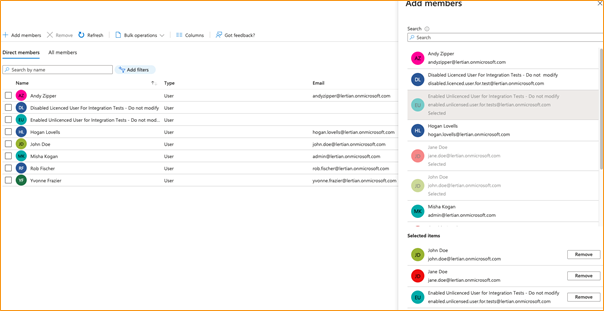 Add members
+ Add members
Remove
Refresh
Bulk operations
Columns
Got feedback?
Direct members
All members
Search by name
Add filters
Name
Type
Email
AZ
Andy Zipper
User
andyzipper@lertian.onmicrosoft.com
DL
Disabled Licenced User For Integration Tests - Do not modify
User
EU
Enabled Unlicenced User for Integration Tests - Do not m...
User
HL
Hogan Lovells
User
hogan.lovells@lertian.onmicrosoft.com
JD
John Doe
User
john.doe@lertian.onmicrosoft.com
MK
Misha Kogan
User
admin@lertian.onmicrosoft.com
RF
Rob Fischer
User
rob.fischer@lertian.onmicrosoft.com
YF
Yvonne Frazier
User
yvonne.frazier@lertian.onmicrosoft.com
Search
Search
AZ
Andy Zipper
andyzipper@lertian.onmicrosoft.com
DL
Disabled Licenced User For Integration Tests - Do not modify
disabled.licenced.user.for.tests@lertian.onmicrosoft.com
EU
Enabled Unlicenced User for Integration Tests - Do not modify
enabled.unlicensed.user.for.tests@lertian.onmicrosoft.com
Selected
HL
Hogan Lovells
hogan.lovells@lertian.onmicrosoft.com
JD
Jane Doe
jane.doe@lertian.onmicrosoft.com
Selected
JD
John Doe
john.doe@lertian.onmicrosoft.com
Selected
MK
Misha Kogan
admin@lertian.onmicrosoft.com
Selected items
JD
John Doe
john.doe@lertian.onmicrosoft.com
Remove
JD
Jane Doe
jane.doe@lertian.onmicrosoft.com
Remove
EU
Enabled Unlicenced User for Integration Tests - Do not modify
enabled.unlicensed.user.for.tests@lertian.onmicrosoft.com
Remove